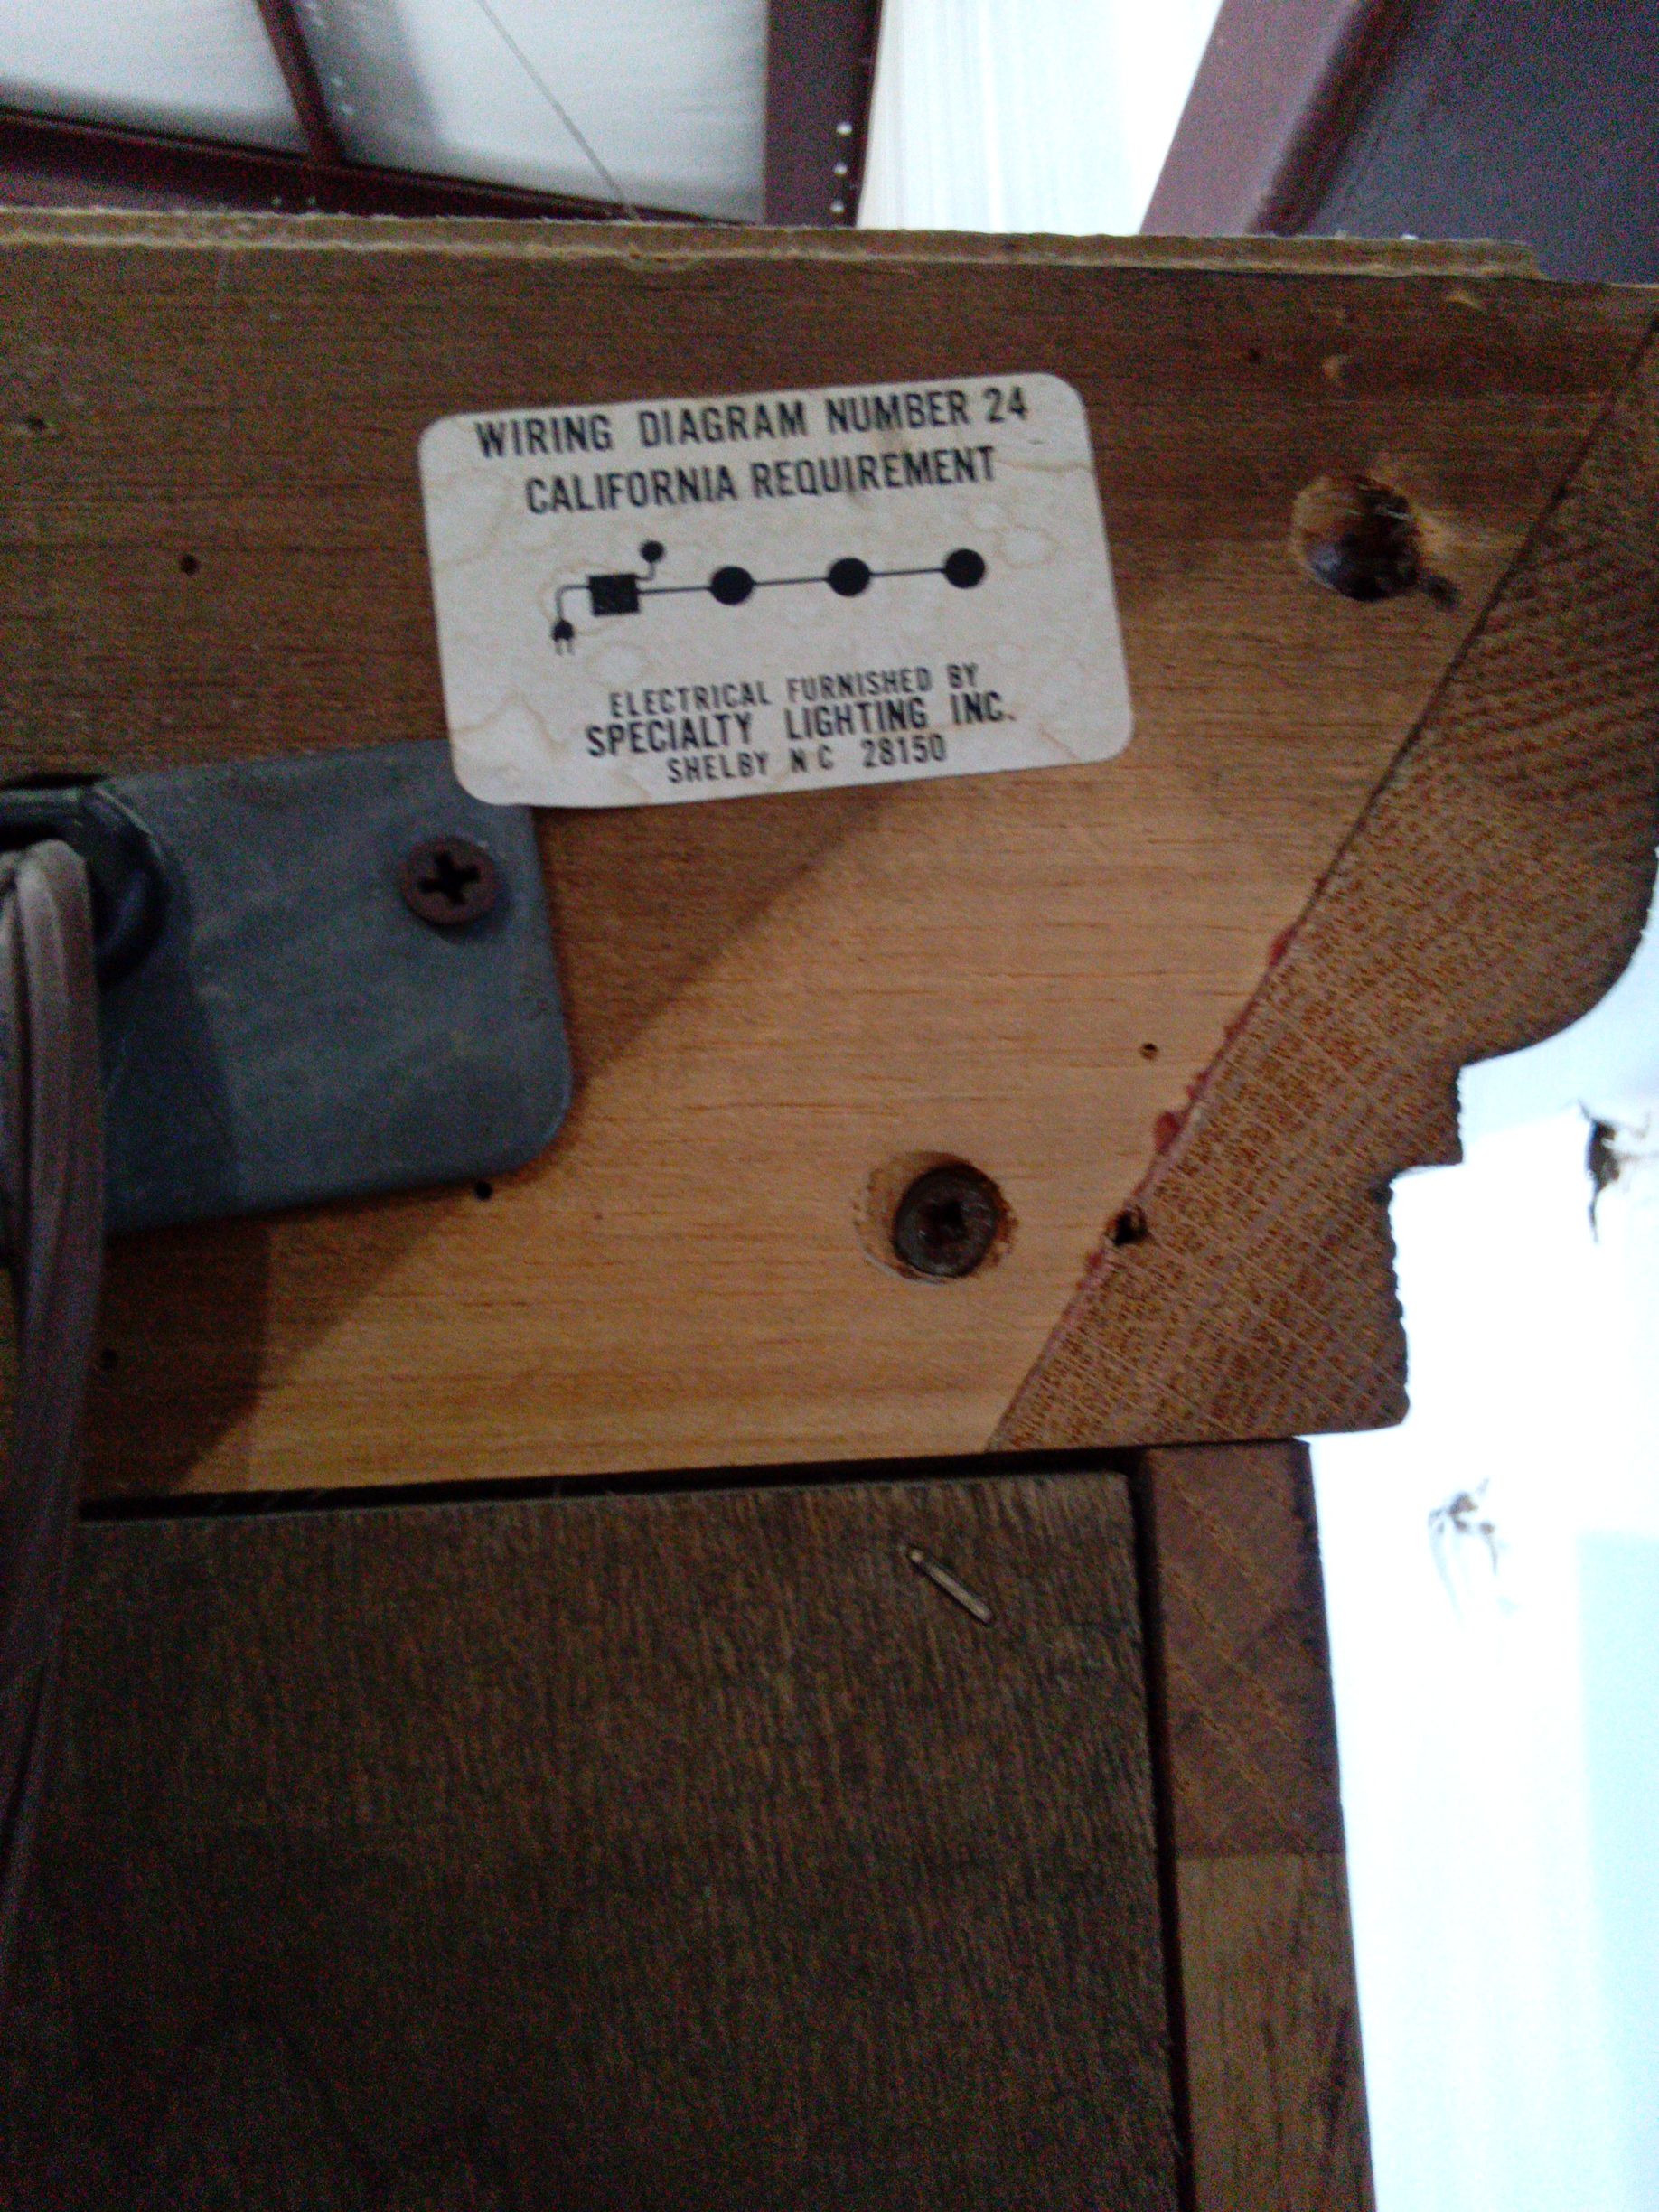 WIRING DIAGRAM NUMBER 24
CALIFORNIA REQUIREMENT
ELECTRICAL FURNISHED BY
SPECIALTY LIGHTING INC.
SHELBY N C 28150